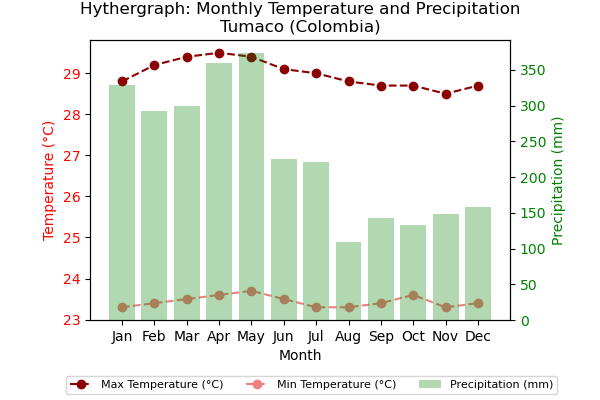 Hythergraph: Monthly Temperature and Precipitation
Tumaco (Colombia)
Temperature (°C)
29
28
27
26
25
24
23
350
300
250
200
150
100
50
0
Precipitation (mm)
Jan Feb Mar Apr May Jun Jul Aug Sep Oct Nov Dec
Month
Max Temperature (°C) Min Temperature (°C) Precipitation (mm)